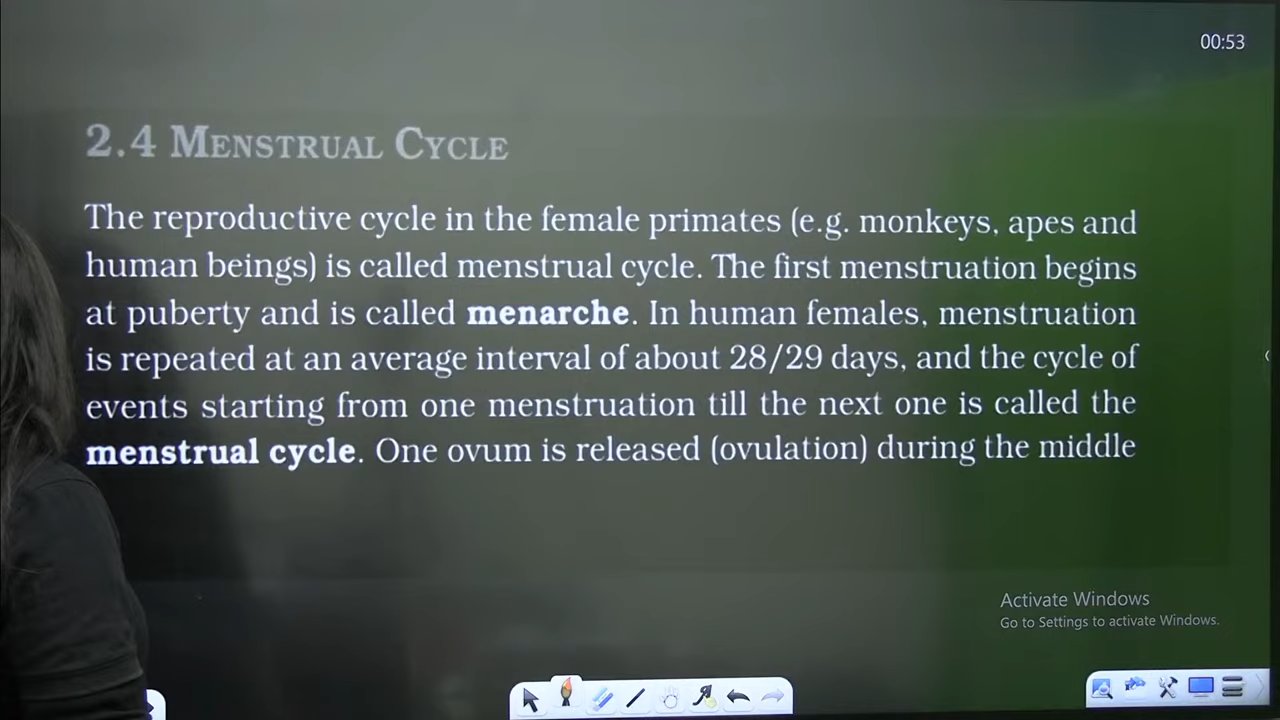 00:53
2.4 MENSTRUAL CYCLE
The reproductive cycle in the female primates (e.g. monkeys, apes and
human beings) is called menstrual cycle. The first menstruation begins
at puberty and is called menarche. In human females, menstruation
is repeated at an average interval of about 28/29 days, and the cycle of
events starting from one menstruation till the next one is called the
menstrual cycle. One ovum is released (ovulation) during the middle
Activate Windows
Go to Settings to activate Windows.